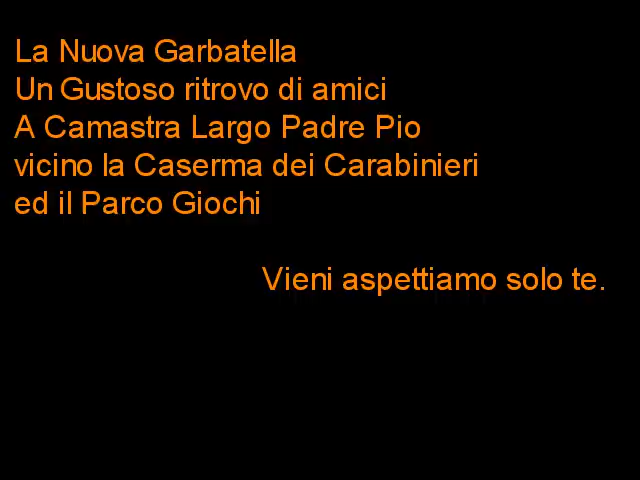 La Nuova Garbatella
Un Gustoso ritrovo di amici
A Camastra Largo Padre Pio
vicino la Caserma dei Carabinieri
ed il Parco Giochi
Vieni aspettiamo solo te.